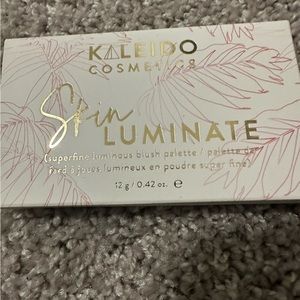 KALEIDO
COSMETICS
Skin
LUMINATE
(superfine luminous blush palette / palette de
fard à joues lumineux en poudre super fine)
12 g / 0.42 oz. e